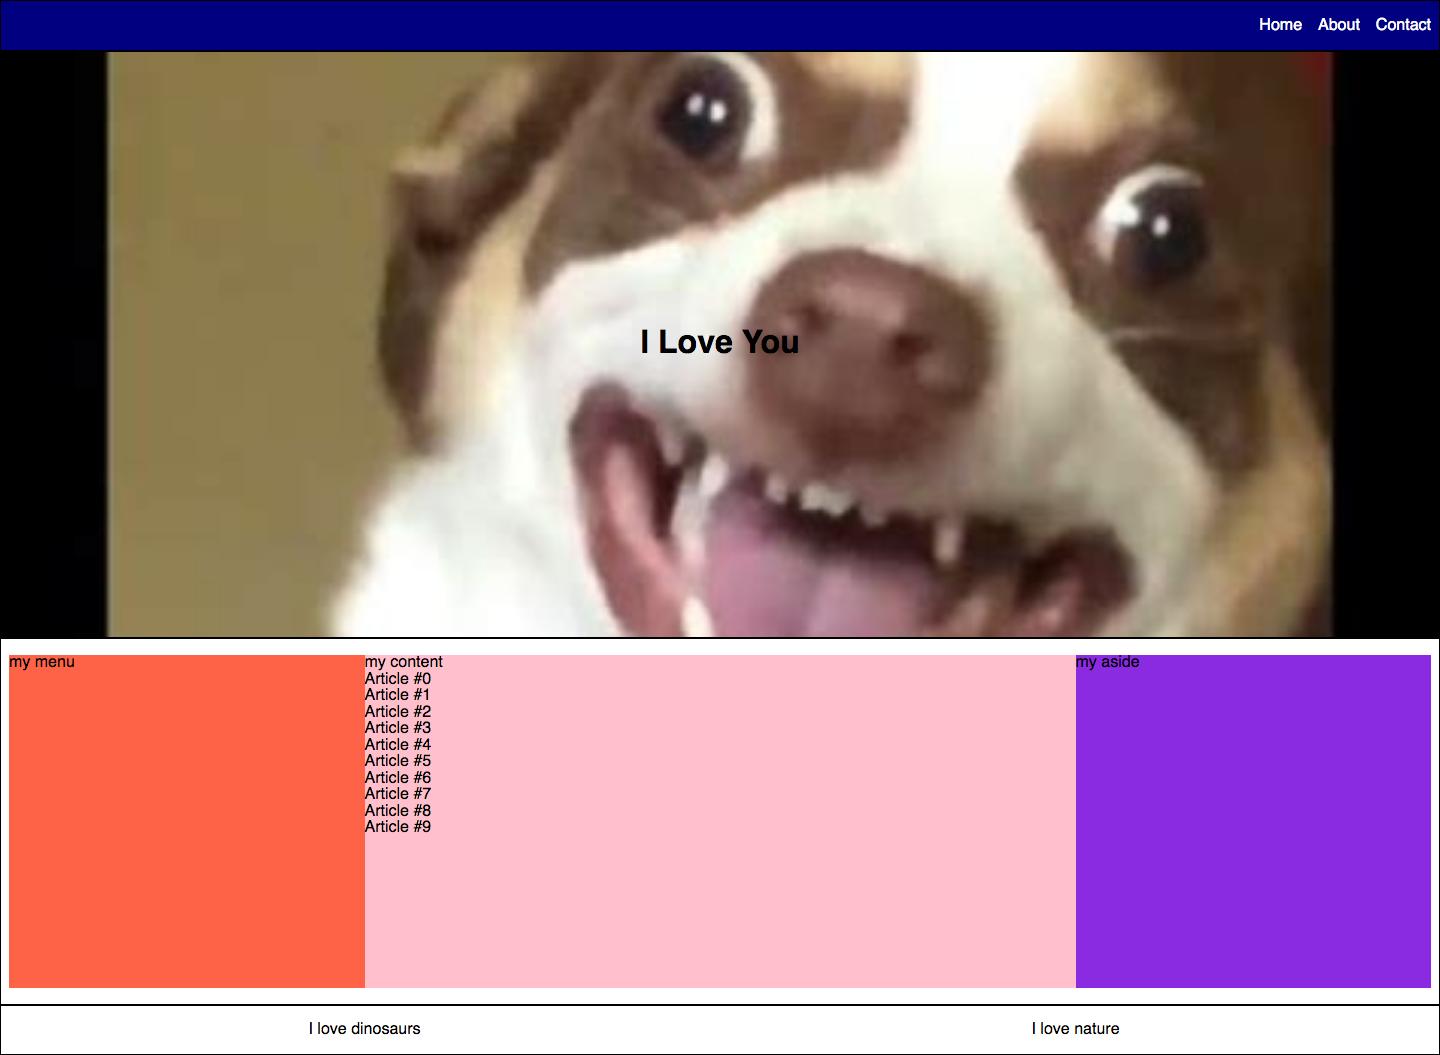 Home About Contact
I Love You
my menu
my content
Article #0
Article #1
Article #2
Article #3
Article #4
Article #5
Article #6
Article #7
Article #8
Article #9
my aside
I love dinosaurs
I love nature